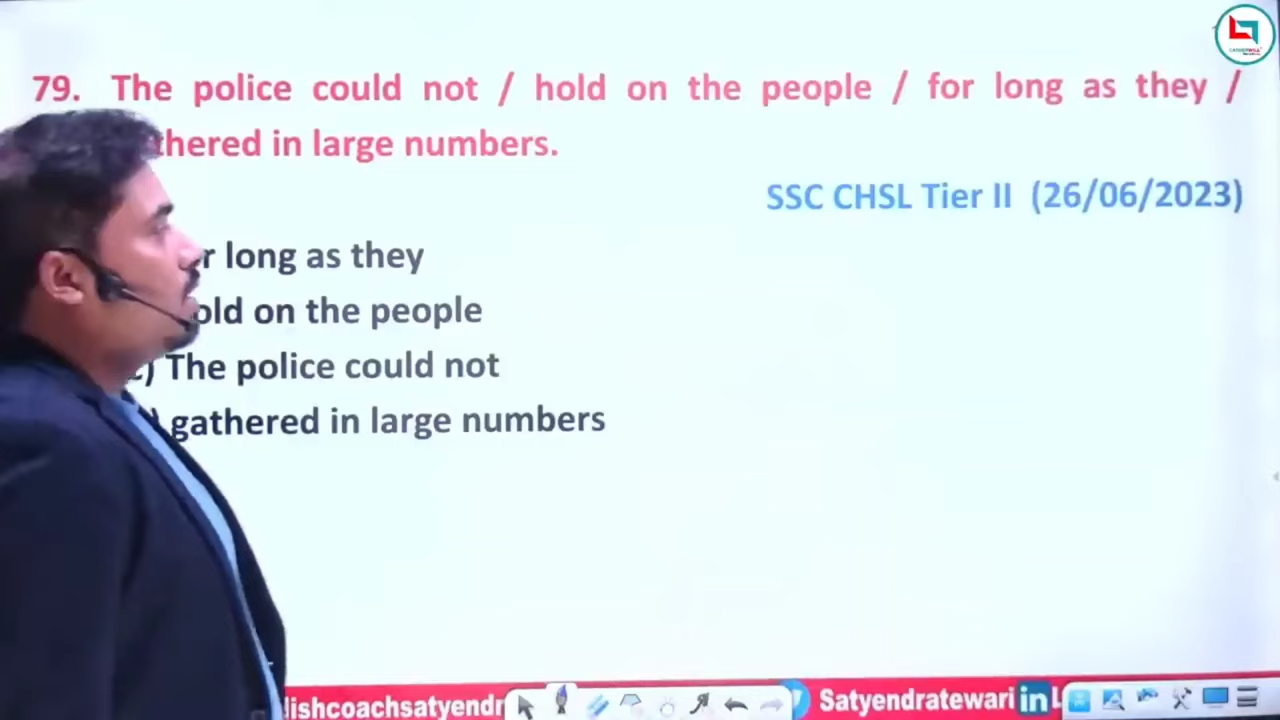 79. The police could not / hold on the people / for long as they /
thered in large numbers.
SSC CHSL Tier II (26/06/2023)
r long as they
old on the people
c) The police could not
) gathered in large numbers
lishcoachsatyendr
Satyendratewari in L